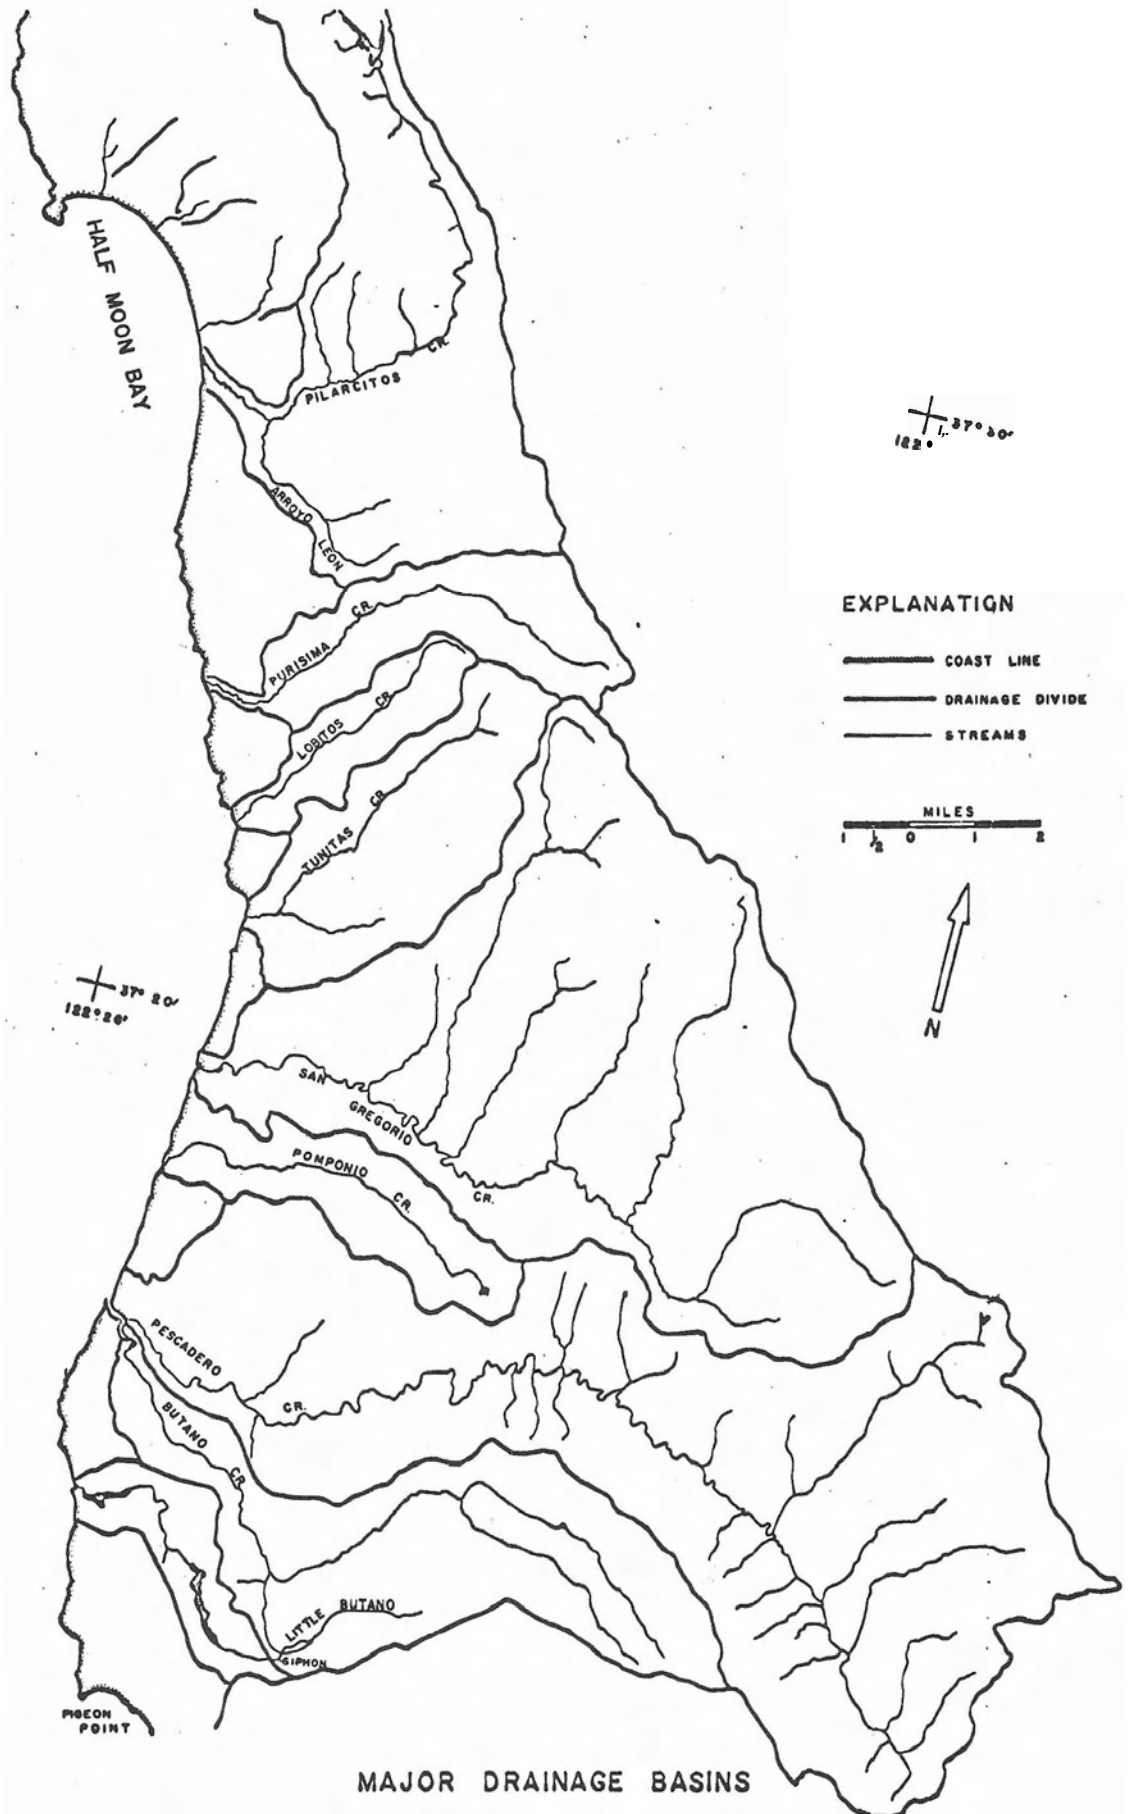 HALF MOON BAY
CR.
PILARCITOS
37° 30'
122°
ARROYO
LEON
EXPLANATION
CR.
COAST LINE
PURISIMA
DRAINAGE DIVIDE
CR.
LOBITOS
STREAMS
CR.
MILES
1 ½ 0 1 2
TUNITAS
37° 20'
122° 26'
N
SAN
GREGORIO
POMPONIO
CR.
CR.
PESCADERO
CR.
BUTANO
CR.
LITTLE BUTANO
SIPHON
PIGEON
POINT
MAJOR DRAINAGE BASINS